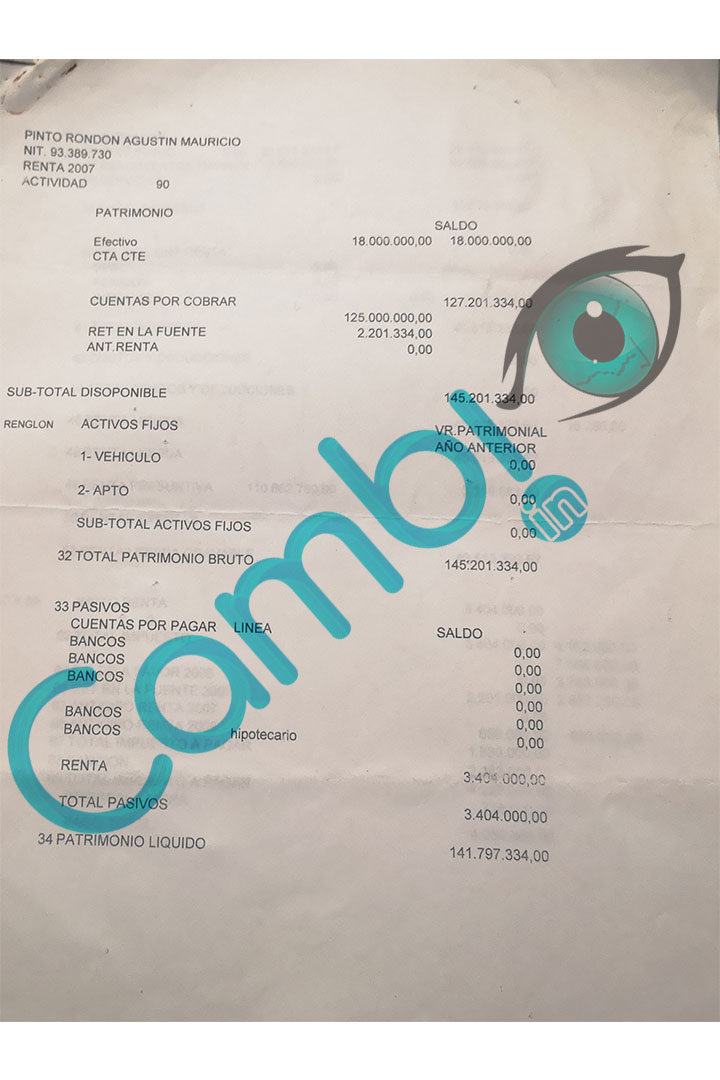 PINTO RONDON AGUSTIN MAURICIO
NIT. 93.389.730
RENTA 2007
ACTIVIDAD 90
PATRIMONIO
SALDO
Efectivo 18.000.000,00 18.000.000,00
CTA CTE
CUENTAS POR COBRAR 127.201.334,00
125.000.000,00
RET EN LA FUENTE 2.201.334,00
ANT.RENTA 0,00
SUB-TOTAL DISOPONIBLE 145.201.334,00
RENGLON ACTIVOS FIJOS VR.PATRIMONIAL
AÑO ANTERIOR
1- VEHICULO 0,00
2- APTO 0,00
SUB-TOTAL ACTIVOS FIJOS 0,00
32 TOTAL PATRIMONIO BRUTO 145.201.334,00
33 PASIVOS
CUENTAS POR PAGAR LINEA SALDO
BANCOS 0,00
BANCOS 0,00
BANCOS 0,00
0,00
BANCOS 0,00
BANCOS hipotecario 0,00
RENTA 3.404.000,00
TOTAL PASIVOS 3.404.000,00
34 PATRIMONIO LIQUIDO 141.797.334,00
Camb!
in